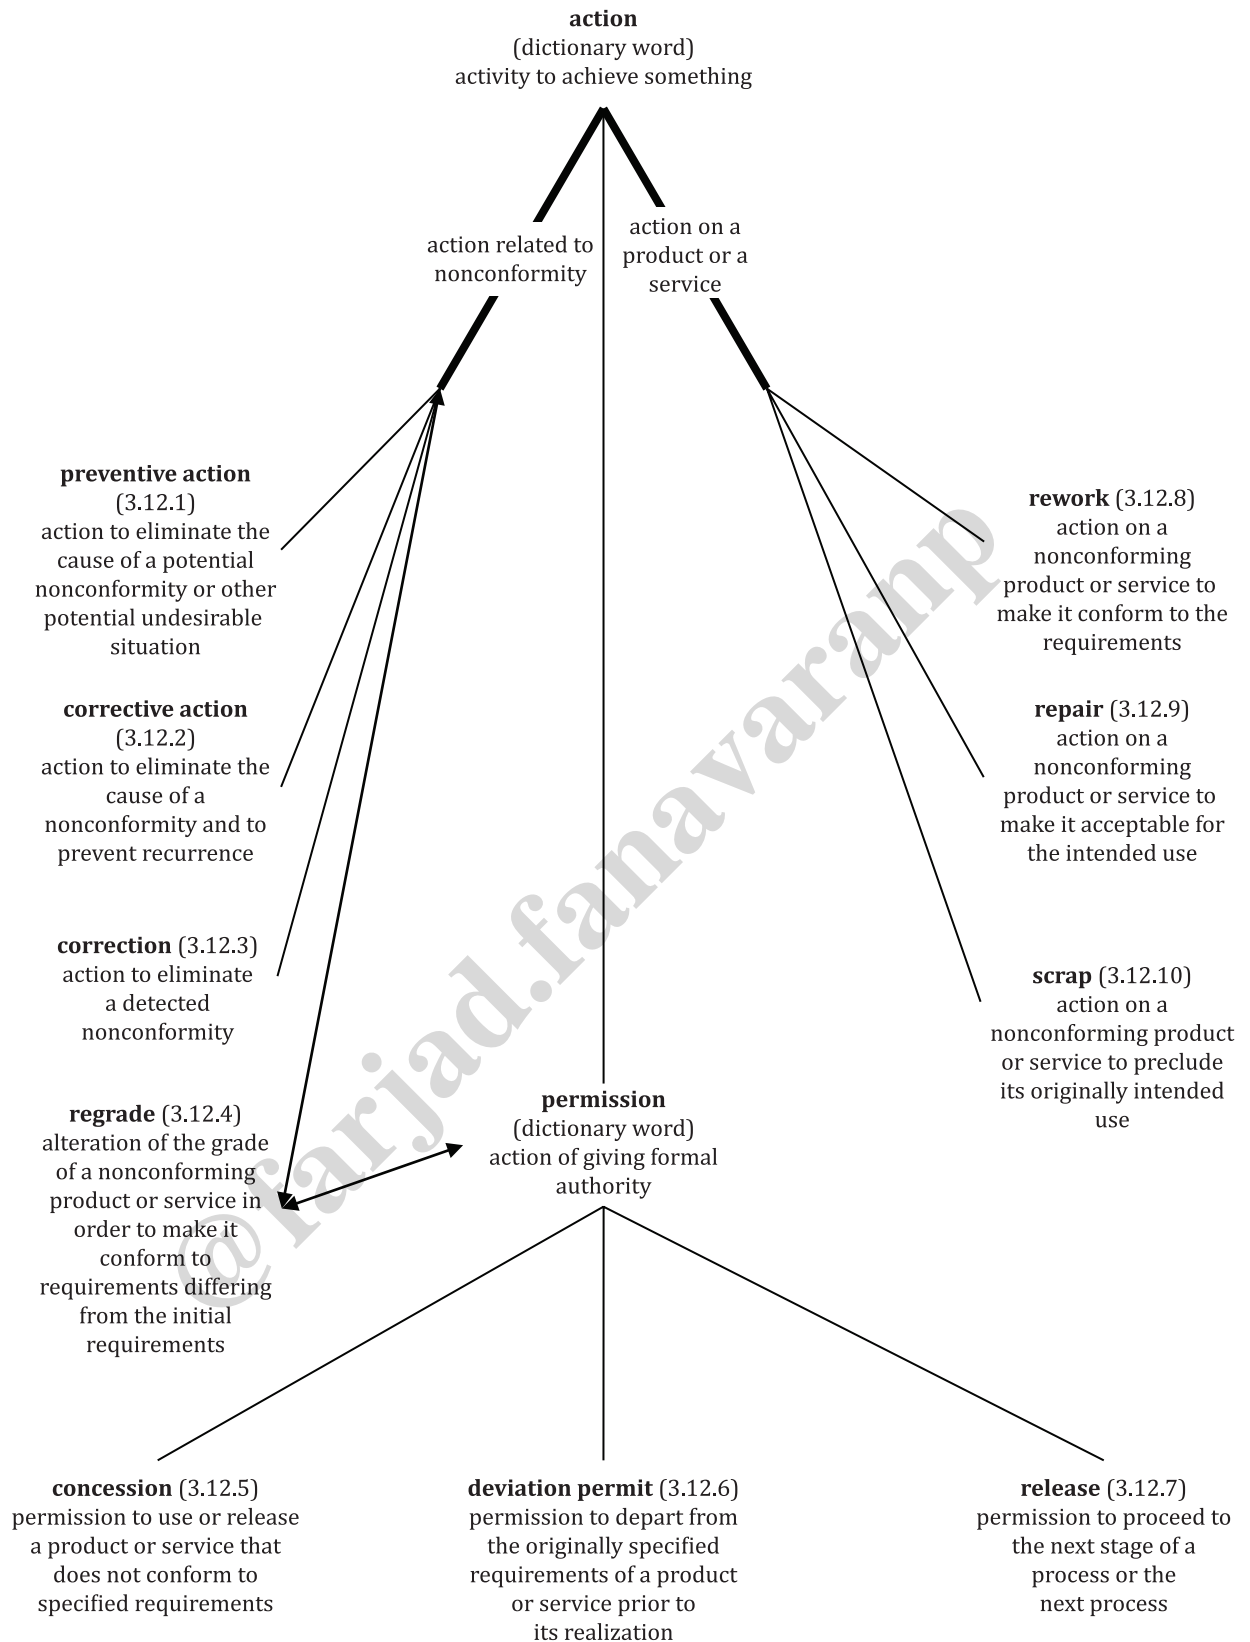 action
(dictionary word)
activity to achieve something
action related to
nonconformity
action on a
product or a
service
preventive action
(3.12.1)
action to eliminate the
cause of a potential
nonconformity or other
potential undesirable
situation
corrective action
(3.12.2)
action to eliminate the
cause of a
nonconformity and to
prevent recurrence
correction (3.12.3)
action to eliminate
a detected
nonconformity
regrade (3.12.4)
alteration of the grade
of a nonconforming
product or service in
order to make it
conform to
requirements differing
from the initial
requirements
permission
(dictionary word)
action of giving formal
authority
rework (3.12.8)
action on a
nonconforming
product or service to
make it conform to the
requirements
repair (3.12.9)
action on a
nonconforming
product or service to
make it acceptable for
the intended use
scrap (3.12.10)
action on a
nonconforming product
or service to preclude
its originally intended
use
concession (3.12.5)
permission to use or release
a product or service that
does not conform to
specified requirements
deviation permit (3.12.6)
permission to depart from
the originally specified
requirements of a product
or service prior to
its realization
release (3.12.7)
permission to proceed to
the next stage of a
process or the
next process
@farjad.fanavaranp